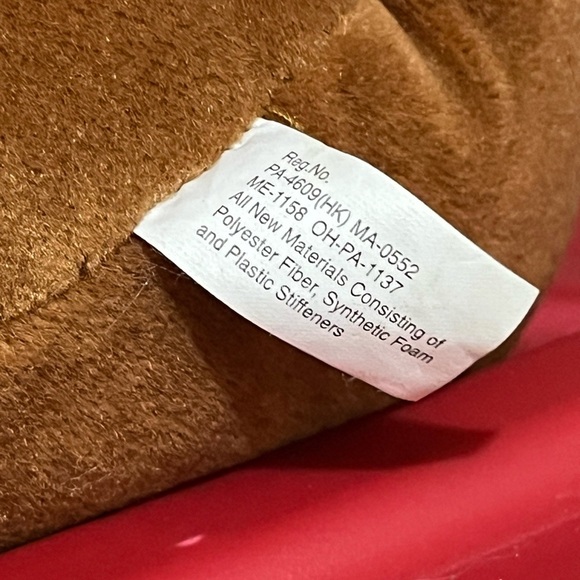 Reg.No.
PA-4609(HK) MA-0552
ME-1158 OH-PA-1137
All New Materials Consisting of
Polyester Fiber, Synthetic Foam
and Plastic Stiffeners